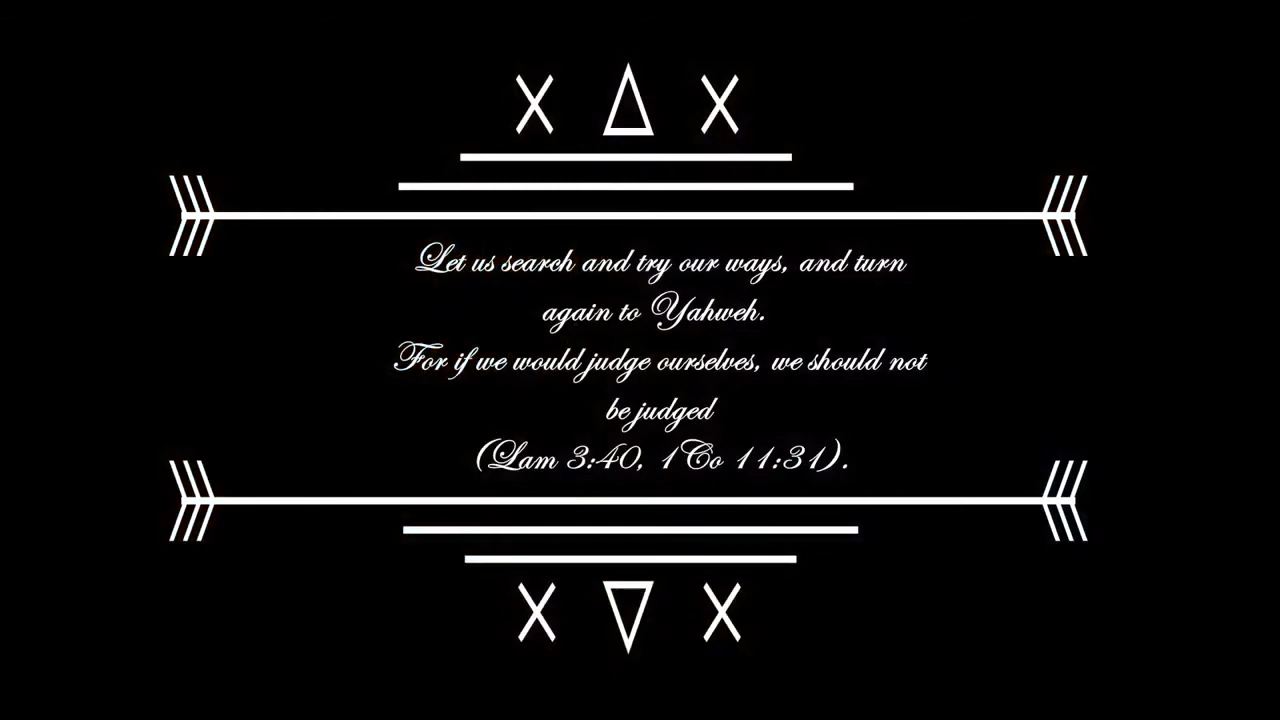 X Δ X
Let us search and try our ways, and turn
again to Yahweh.
For if we would judge ourselves, we should not
be judged
(Lam 3:40, 1Co 11:31).
X ∇ X